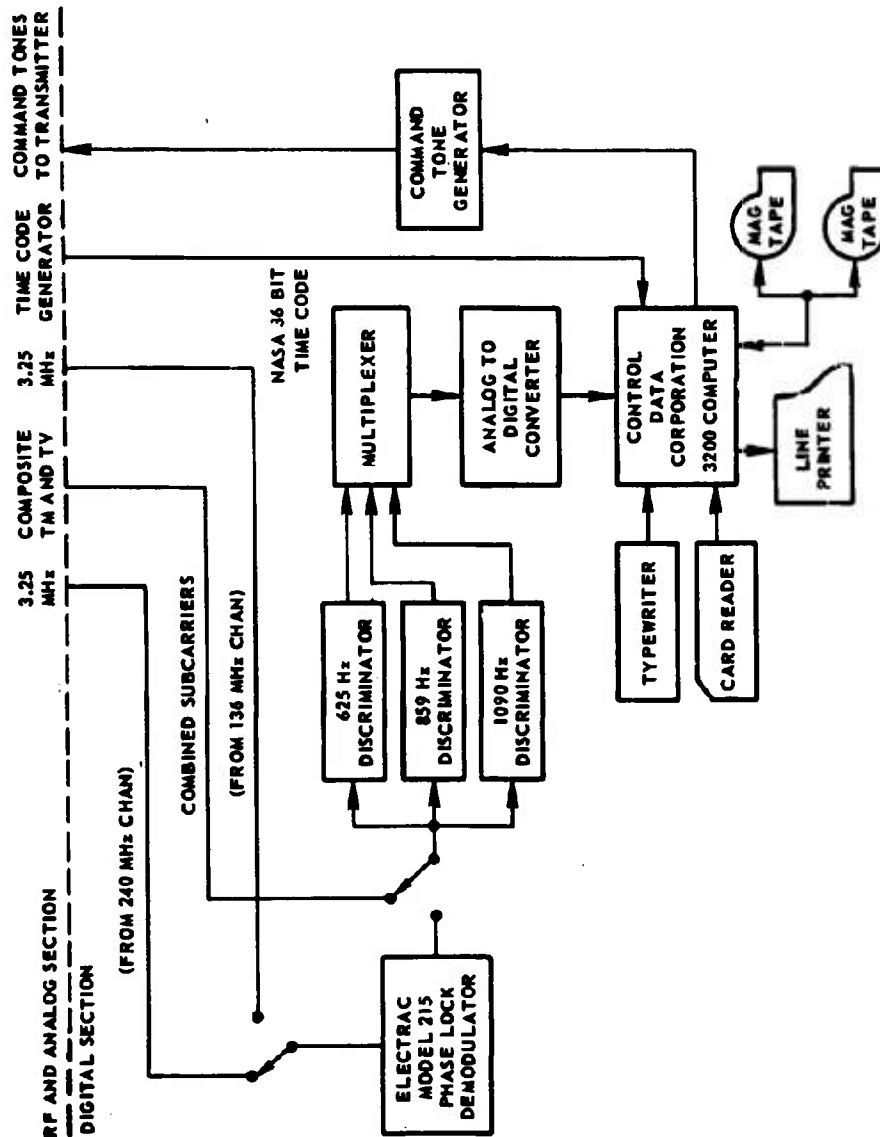 RF AND ANALOG SECTION
DIGITAL SECTION
3.25
MHz
COMPOSITE
TM AND TV
3.25
MHz
TIME CODE
GENERATOR
COMMAND TONES
TO TRANSMITTER
(FROM 240 MHz CHAN)
COMBINED SUBCARRIERS
(FROM 136 MHz CHAN)
NASA 36 BIT
TIME CODE
ELECTRAC
MODEL 215
PHASE LOCK
DEMODULATOR
625 Hz
DISCRIMINATOR
859 Hz
DISCRIMINATOR
1090 Hz
DISCRIMINATOR
MULTIPLEXER
ANALOG TO
DIGITAL
CONVERTER
COMMAND
TONE
GENERATOR
TYPEWRITER
CARD READER
CONTROL
DATA
CORPORATION
3200 COMPUTER
LINE
PRINTER
MAG
TAPE
MAG
TAPE